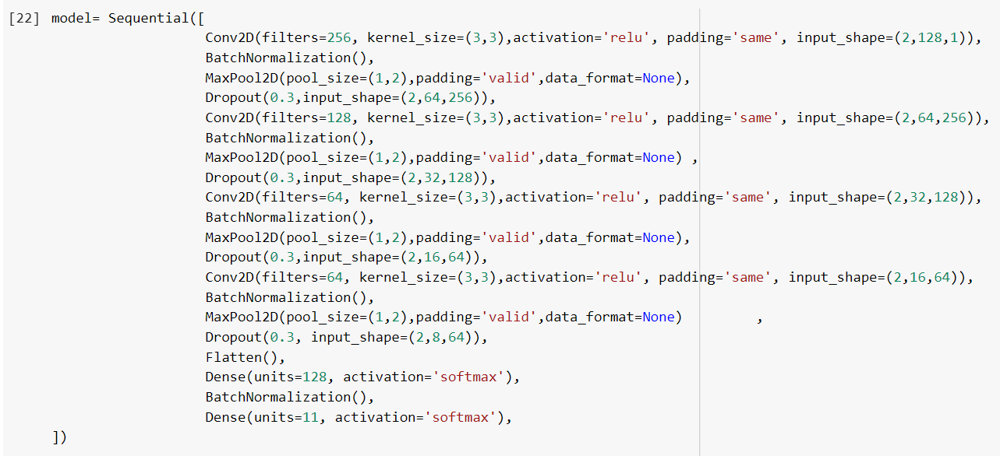 [22] model= Sequential([
Conv2D(filters=256, kernel_size=(3,3),activation='relu', padding='same', input_shape=(2,128,1)),
BatchNormalization(),
MaxPool2D(pool_size=(1,2),padding='valid',data_format=None),
Dropout(0.3,input_shape=(2,64,256)),
Conv2D(filters=128, kernel_size=(3,3),activation='relu', padding='same', input_shape=(2,64,256)),
BatchNormalization(),
MaxPool2D(pool_size=(1,2),padding='valid',data_format=None) ,
Dropout(0.3,input_shape=(2,32,128)),
Conv2D(filters=64, kernel_size=(3,3),activation='relu', padding='same', input_shape=(2,32,128)),
BatchNormalization(),
MaxPool2D(pool_size=(1,2),padding='valid',data_format=None),
Dropout(0.3,input_shape=(2,16,64)),
Conv2D(filters=64, kernel_size=(3,3),activation='relu', padding='same', input_shape=(2,16,64)),
BatchNormalization(),
MaxPool2D(pool_size=(1,2),padding='valid',data_format=None)         ,
Dropout(0.3, input_shape=(2,8,64)),
Flatten(),
Dense(units=128, activation='softmax'),
BatchNormalization(),
Dense(units=11, activation='softmax'),
])